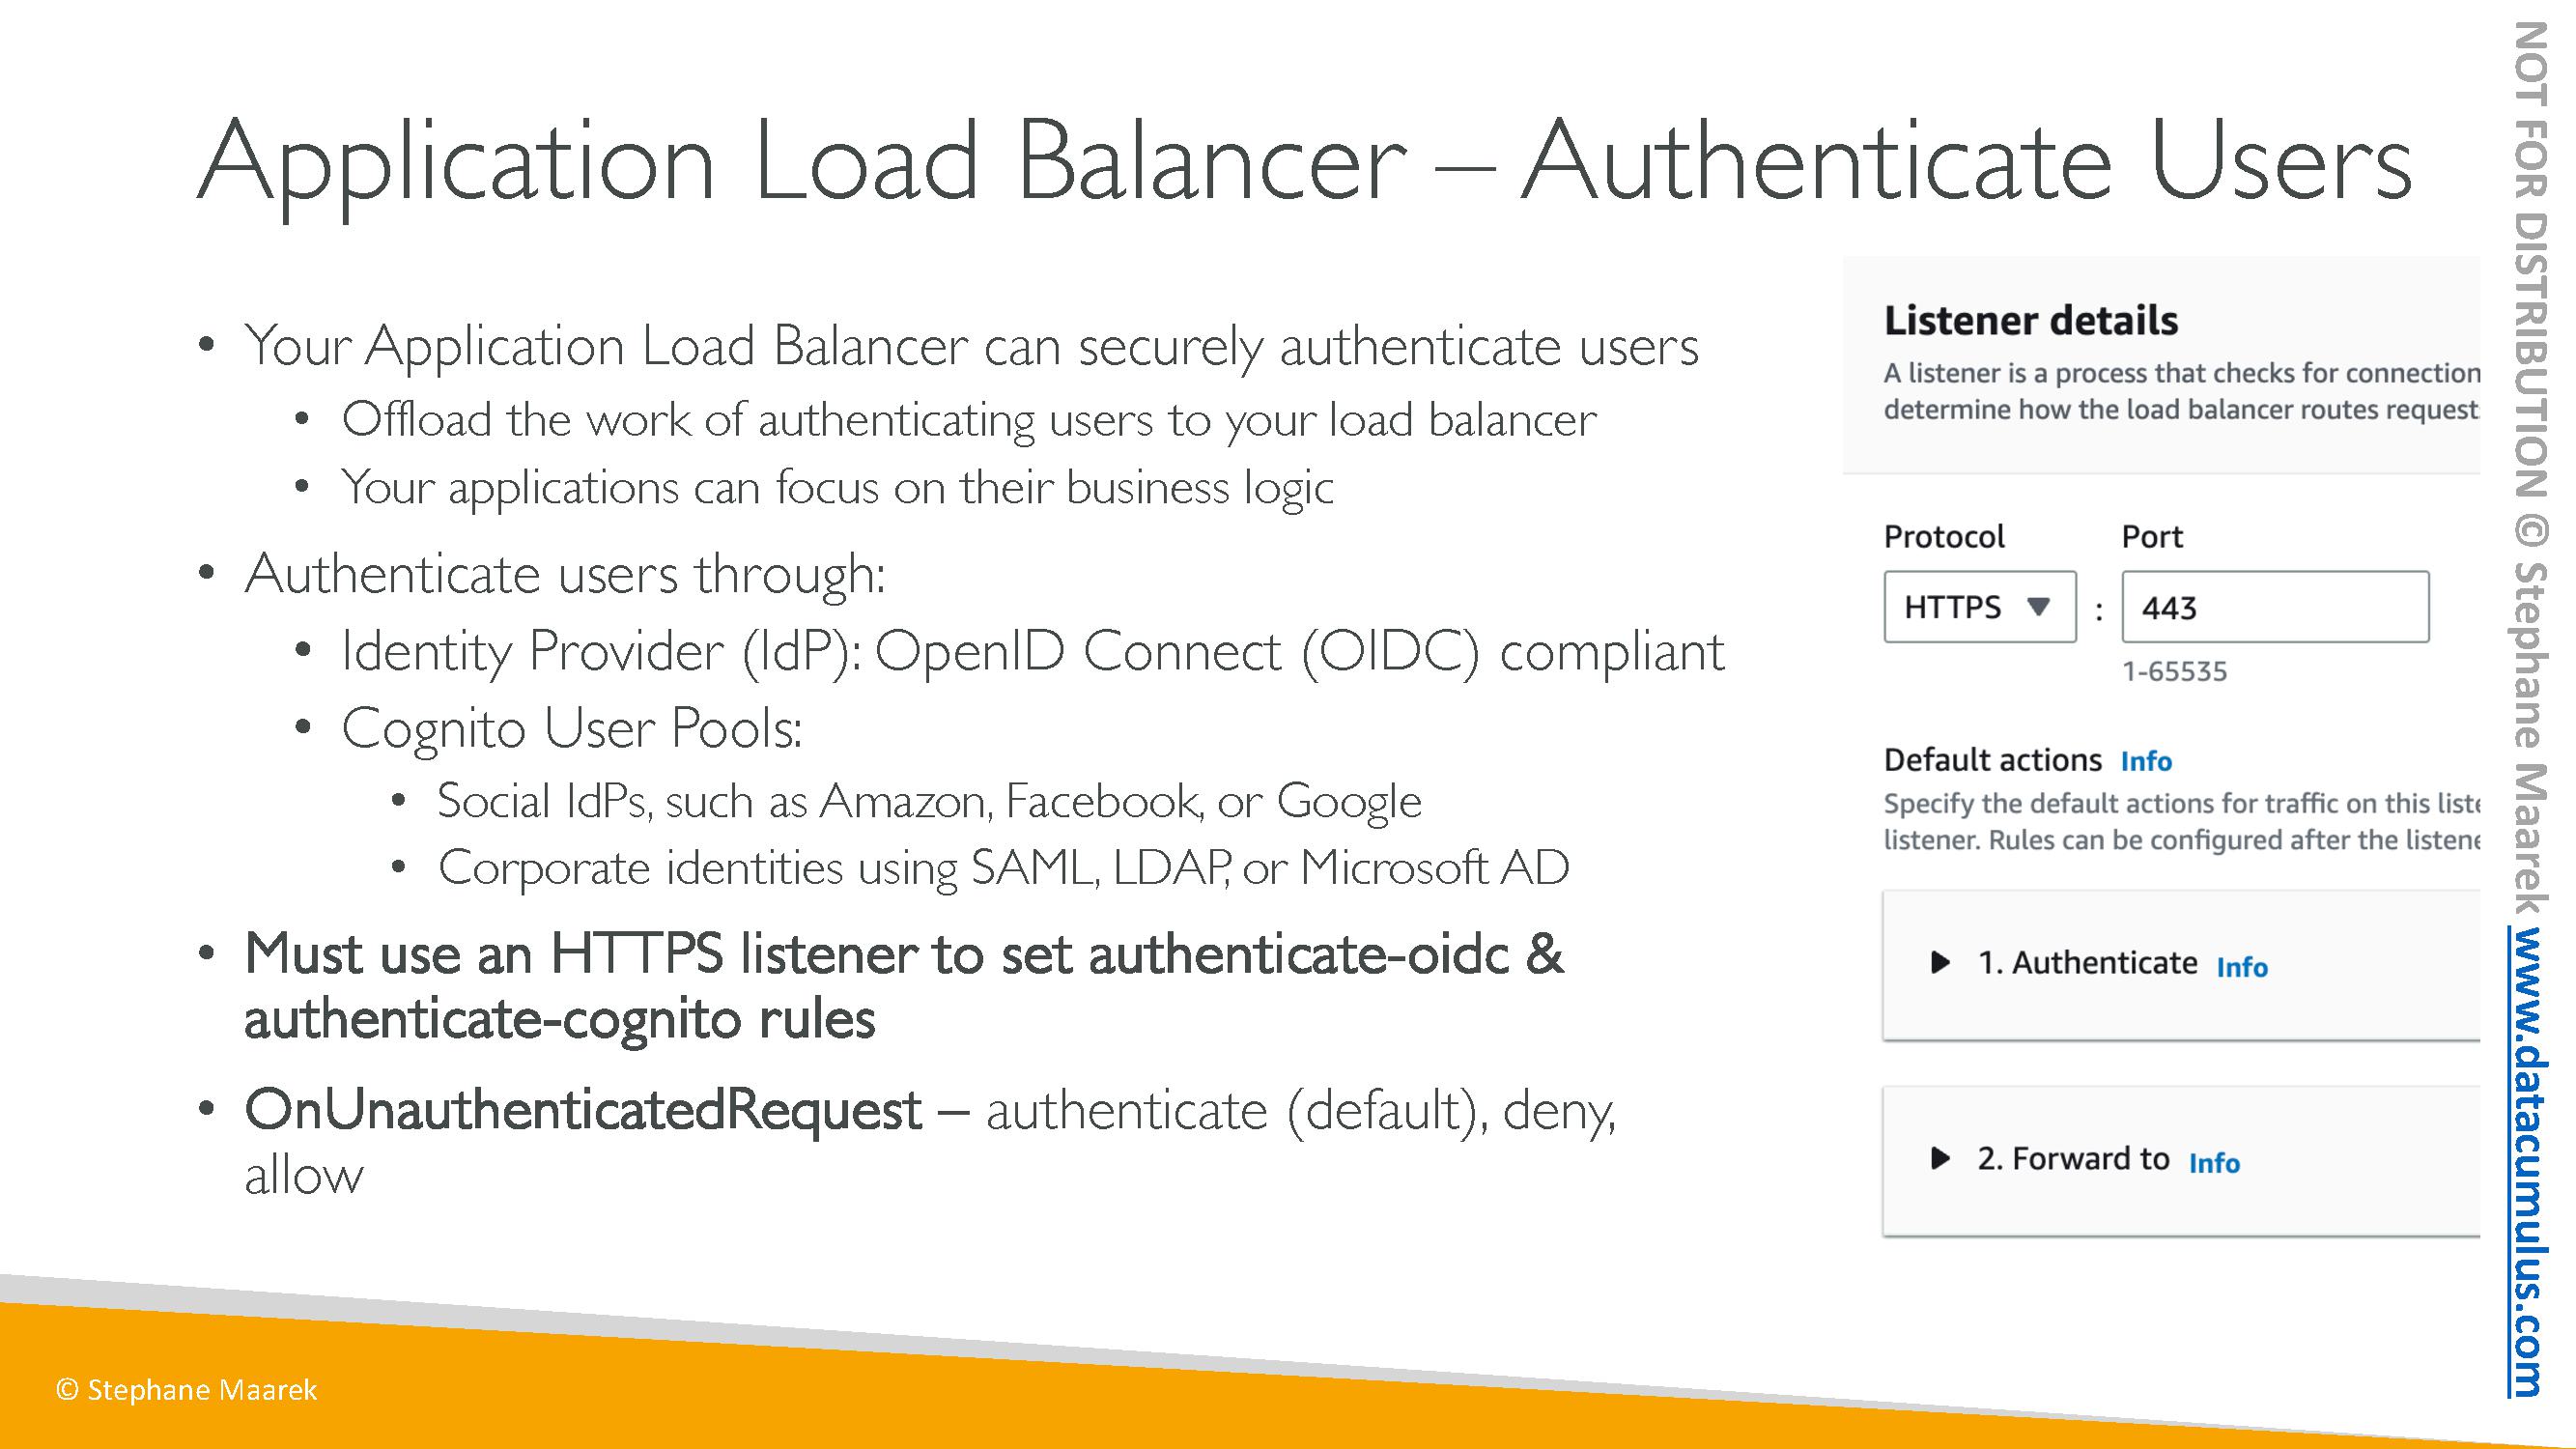 Application Load Balancer – Authenticate Users
• Your Application Load Balancer can securely authenticate users
• Offload the work of authenticating users to your load balancer
• Your applications can focus on their business logic
• Authenticate users through:
• Identity Provider (IdP): OpenID Connect (OIDC) compliant
• Cognito User Pools:
• Social IdPs, such as Amazon, Facebook, or Google
• Corporate identities using SAML, LDAP, or Microsoft AD
• Must use an HTTPS listener to set authenticate-oidc &
authenticate-cognito rules
• OnUnauthenticatedRequest – authenticate (default), deny,
allow
Listener details
A listener is a process that checks for connection
determine how the load balancer routes request
Protocol Port
HTTPS : 443
1-65535
Default actions Info
Specify the default actions for traffic on this liste
listener. Rules can be configured after the listene
1. Authenticate Info
2. Forward to Info
© Stephane Maarek
NOT FOR DISTRIBUTION © Stephane Maarek www.datacumulus.com